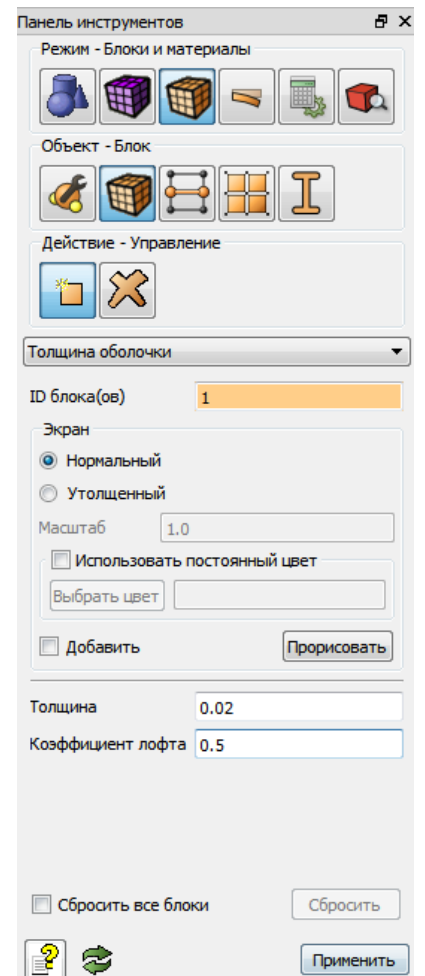 Панель инструментов
Режим - Блоки и материалы
Объект - Блок
Действие - Управление
Толщина оболочки
ID блока(ов) 1
Экран
Нормальный
Утолщенный
Масштаб 1.0
Использовать постоянный цвет
Выбрать цвет
Добавить Прорисовать
Толщина 0.02
Коэффициент лофта 0.5
Сбросить все блоки Сбросить
Применить